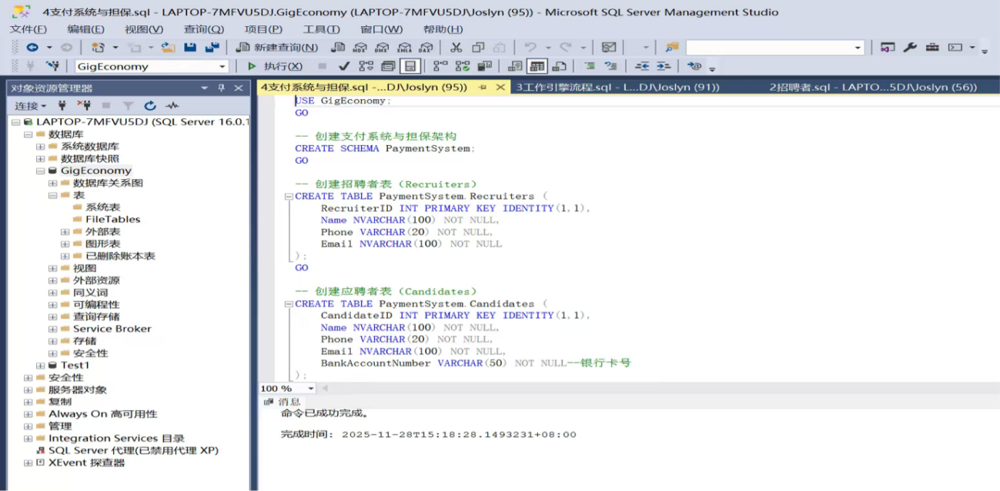 4支付系统与担保.sql - LAPTOP-7MFVU5DJ.GigEconomy (LAPTOP-7MFVU5DJ\Joslyn (95)) - Microsoft SQL Server Management Studio
文件(F) 编辑(E) 视图(V) 查询(Q) 项目(P) 工具(T) 窗口(W) 帮助(H)
新建查询(N) MDX DMX XMLA DAX
GigEconomy 执行(X)
对象资源管理器
连接
LAPTOP-7MFVU5DJ (SQL Server 16.0.1
数据库
系统数据库
数据库快照
GigEconomy
数据库关系图
表
系统表
FileTables
外部表
图形表
已删除账本表
视图
外部资源
同义词
可编程性
查询存储
Service Broker
存储
安全性
Test1
安全性
服务器对象
复制
Always On 高可用性
管理
Integration Services 目录
SQL Server 代理(已禁用代理 XP)
XEvent 探查器
4支付系统与担保.sql -...DJ\Joslyn (95)) 3工作引擎流程.sql - L...DJ\Joslyn (91)) 2招聘者.sql - LAPTO...5DJ\Joslyn (56))
USE GigEconomy;
GO
-- 创建支付系统与担保架构
CREATE SCHEMA PaymentSystem;
GO
-- 创建招聘者表（Recruiters）
CREATE TABLE PaymentSystem.Recruiters (
RecruiterID INT PRIMARY KEY IDENTITY(1,1),
Name NVARCHAR(100) NOT NULL,
Phone VARCHAR(20) NOT NULL,
Email NVARCHAR(100) NOT NULL
);
GO
-- 创建应聘者表（Candidates）
CREATE TABLE PaymentSystem.Candidates (
CandidateID INT PRIMARY KEY IDENTITY(1,1),
Name NVARCHAR(100) NOT NULL,
Phone VARCHAR(20) NOT NULL,
Email NVARCHAR(100) NOT NULL,
BankAccountNumber VARCHAR(50) NOT NULL--银行卡号
);
100 %
消息
命令已成功完成。
完成时间: 2025-11-28T15:18:28.1493231+08:00